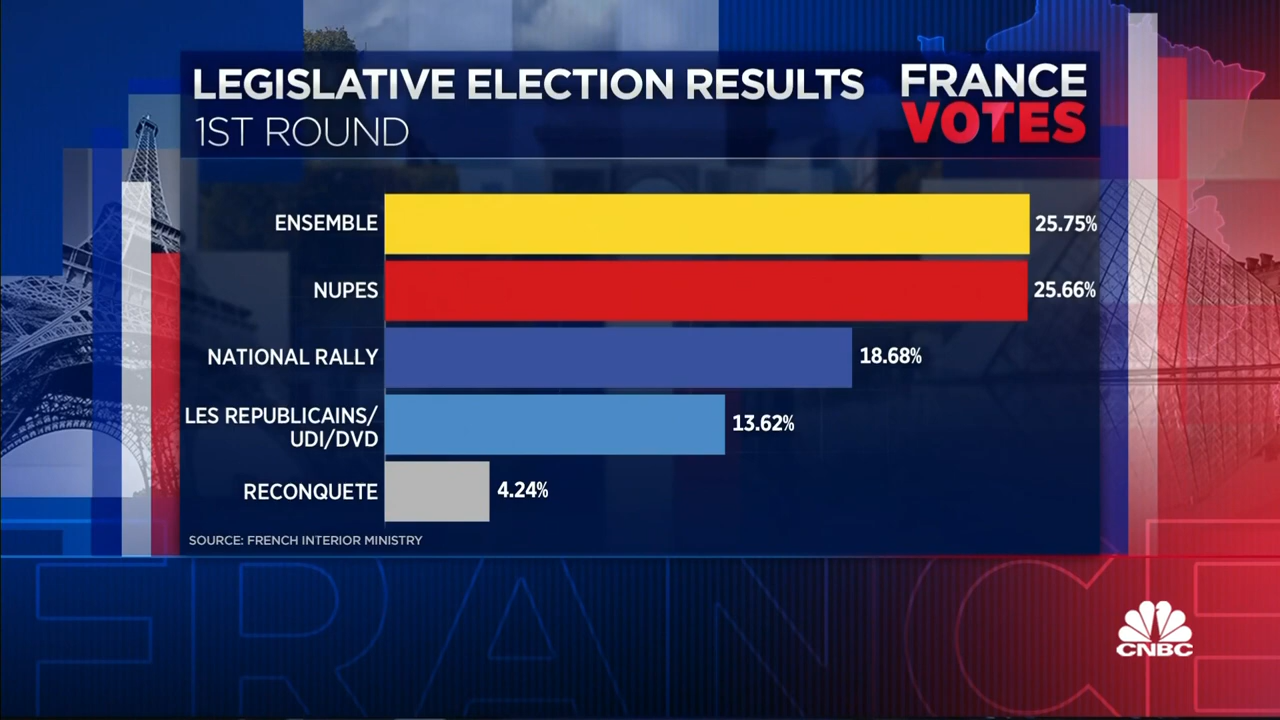 LEGISLATIVE ELECTION RESULTS
1ST ROUND
FRANCE
VOTES
ENSEMBLE 25.75%
NUPES 25.66%
NATIONAL RALLY 18.68%
LES REPUBLICAINS/
UDI/DVD 13.62%
RECONQUETE 4.24%
SOURCE: FRENCH INTERIOR MINISTRY
FRANCE
CNBC